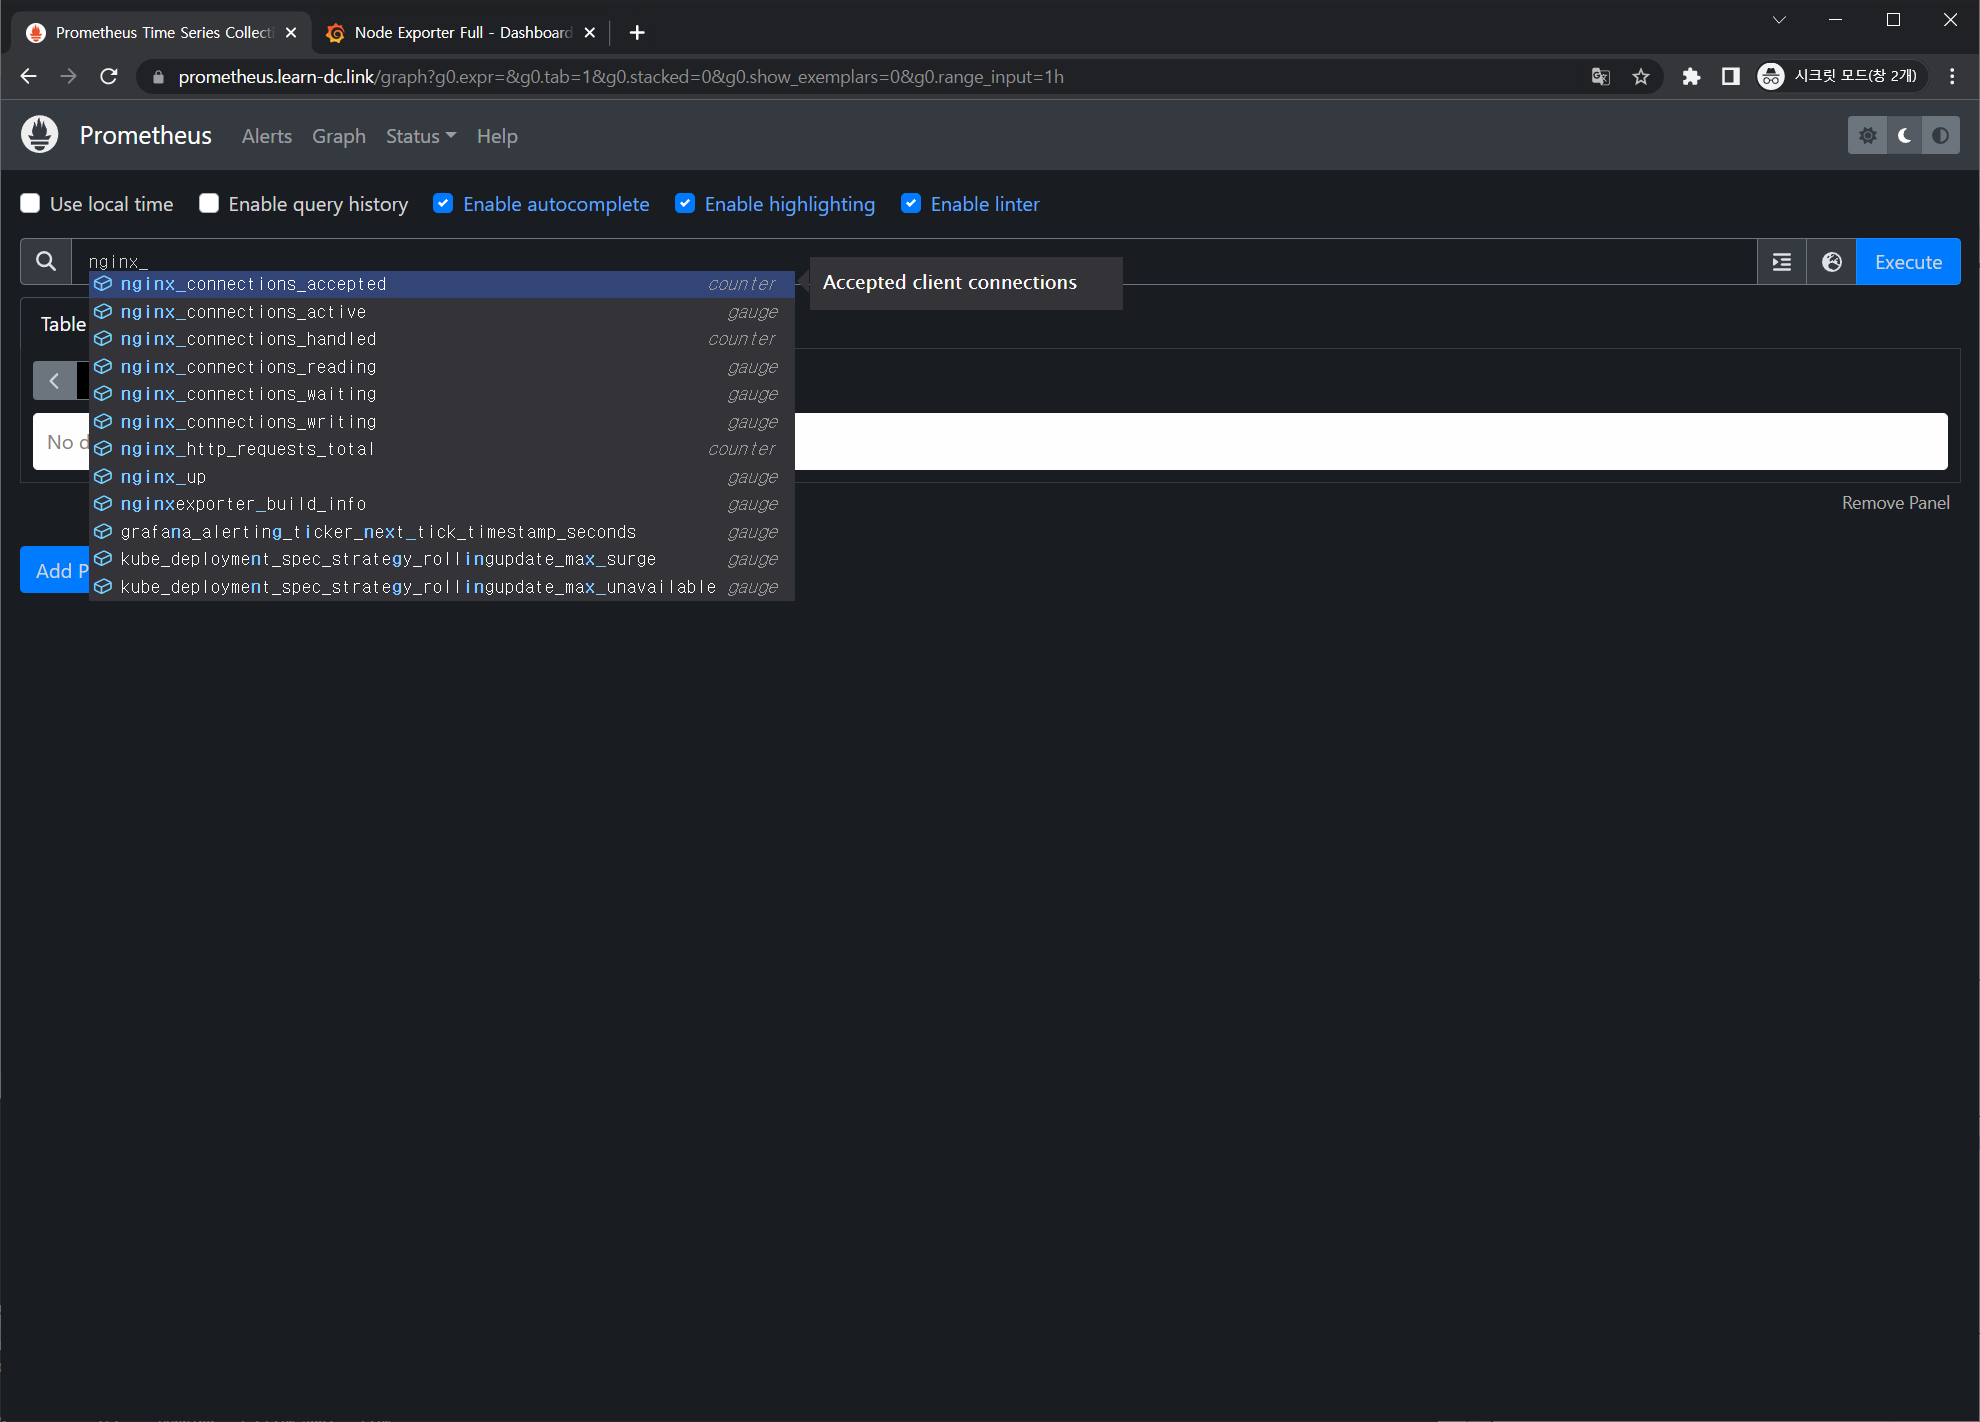 Prometheus Time Series Collecti
Node Exporter Full - Dashboard
prometheus.learn-dc.link/graph?g0.expr=&g0.tab=1&g0.stacked=0&g0.show_exemplars=0&g0.range_input=1h
시크릿 모드(창 2개)
Prometheus Alerts Graph Status Help
Use local time Enable query history Enable autocomplete Enable highlighting Enable linter
nginx_
Execute
nginx_connections_accepted counter
Accepted client connections
nginx_connections_active gauge
Table
nginx_connections_handled counter
nginx_connections_reading gauge
nginx_connections_waiting gauge
nginx_connections_writing gauge
No d
nginx_http_requests_total counter
nginx_up gauge
nginxexporter_build_info gauge
Remove Panel
grafana_alerting_ticker_next_tick_timestamp_seconds gauge
kube_deployment_spec_strategy_rollingupdate_max_surge gauge
Add P
kube_deployment_spec_strategy_rollingupdate_max_unavailable gauge